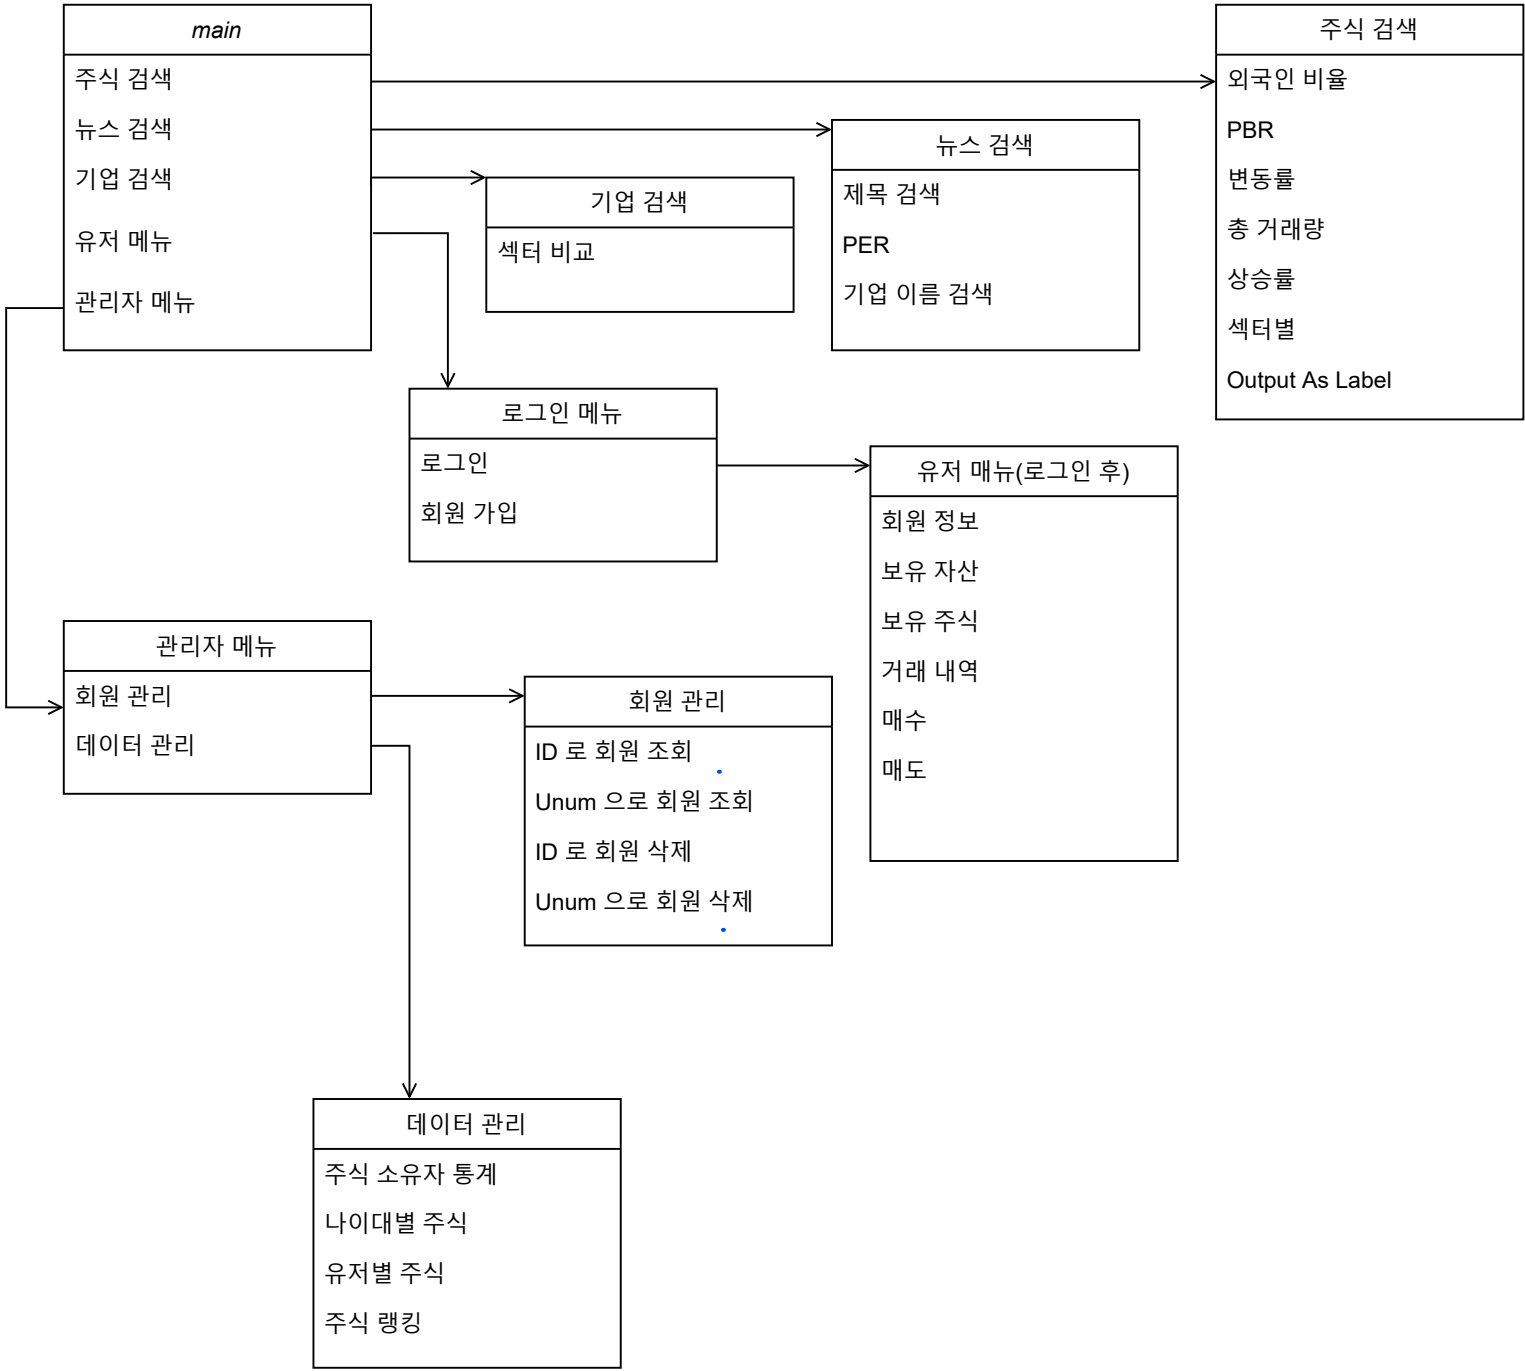 main
주식 검색
뉴스 검색
기업 검색
유저 메뉴
관리자 메뉴
주식 검색
외국인 비율
PBR
변동률
총 거래량
상승률
섹터별
Output As Label
뉴스 검색
제목 검색
PER
기업 이름 검색
기업 검색
섹터 비교
로그인 메뉴
로그인
회원 가입
유저 매뉴(로그인 후)
회원 정보
보유 자산
보유 주식
거래 내역
매수
매도
관리자 메뉴
회원 관리
데이터 관리
회원 관리
ID 로 회원 조회
Unum 으로 회원 조회
ID 로 회원 삭제
Unum 으로 회원 삭제
데이터 관리
주식 소유자 통계
나이대별 주식
유저별 주식
주식 랭킹